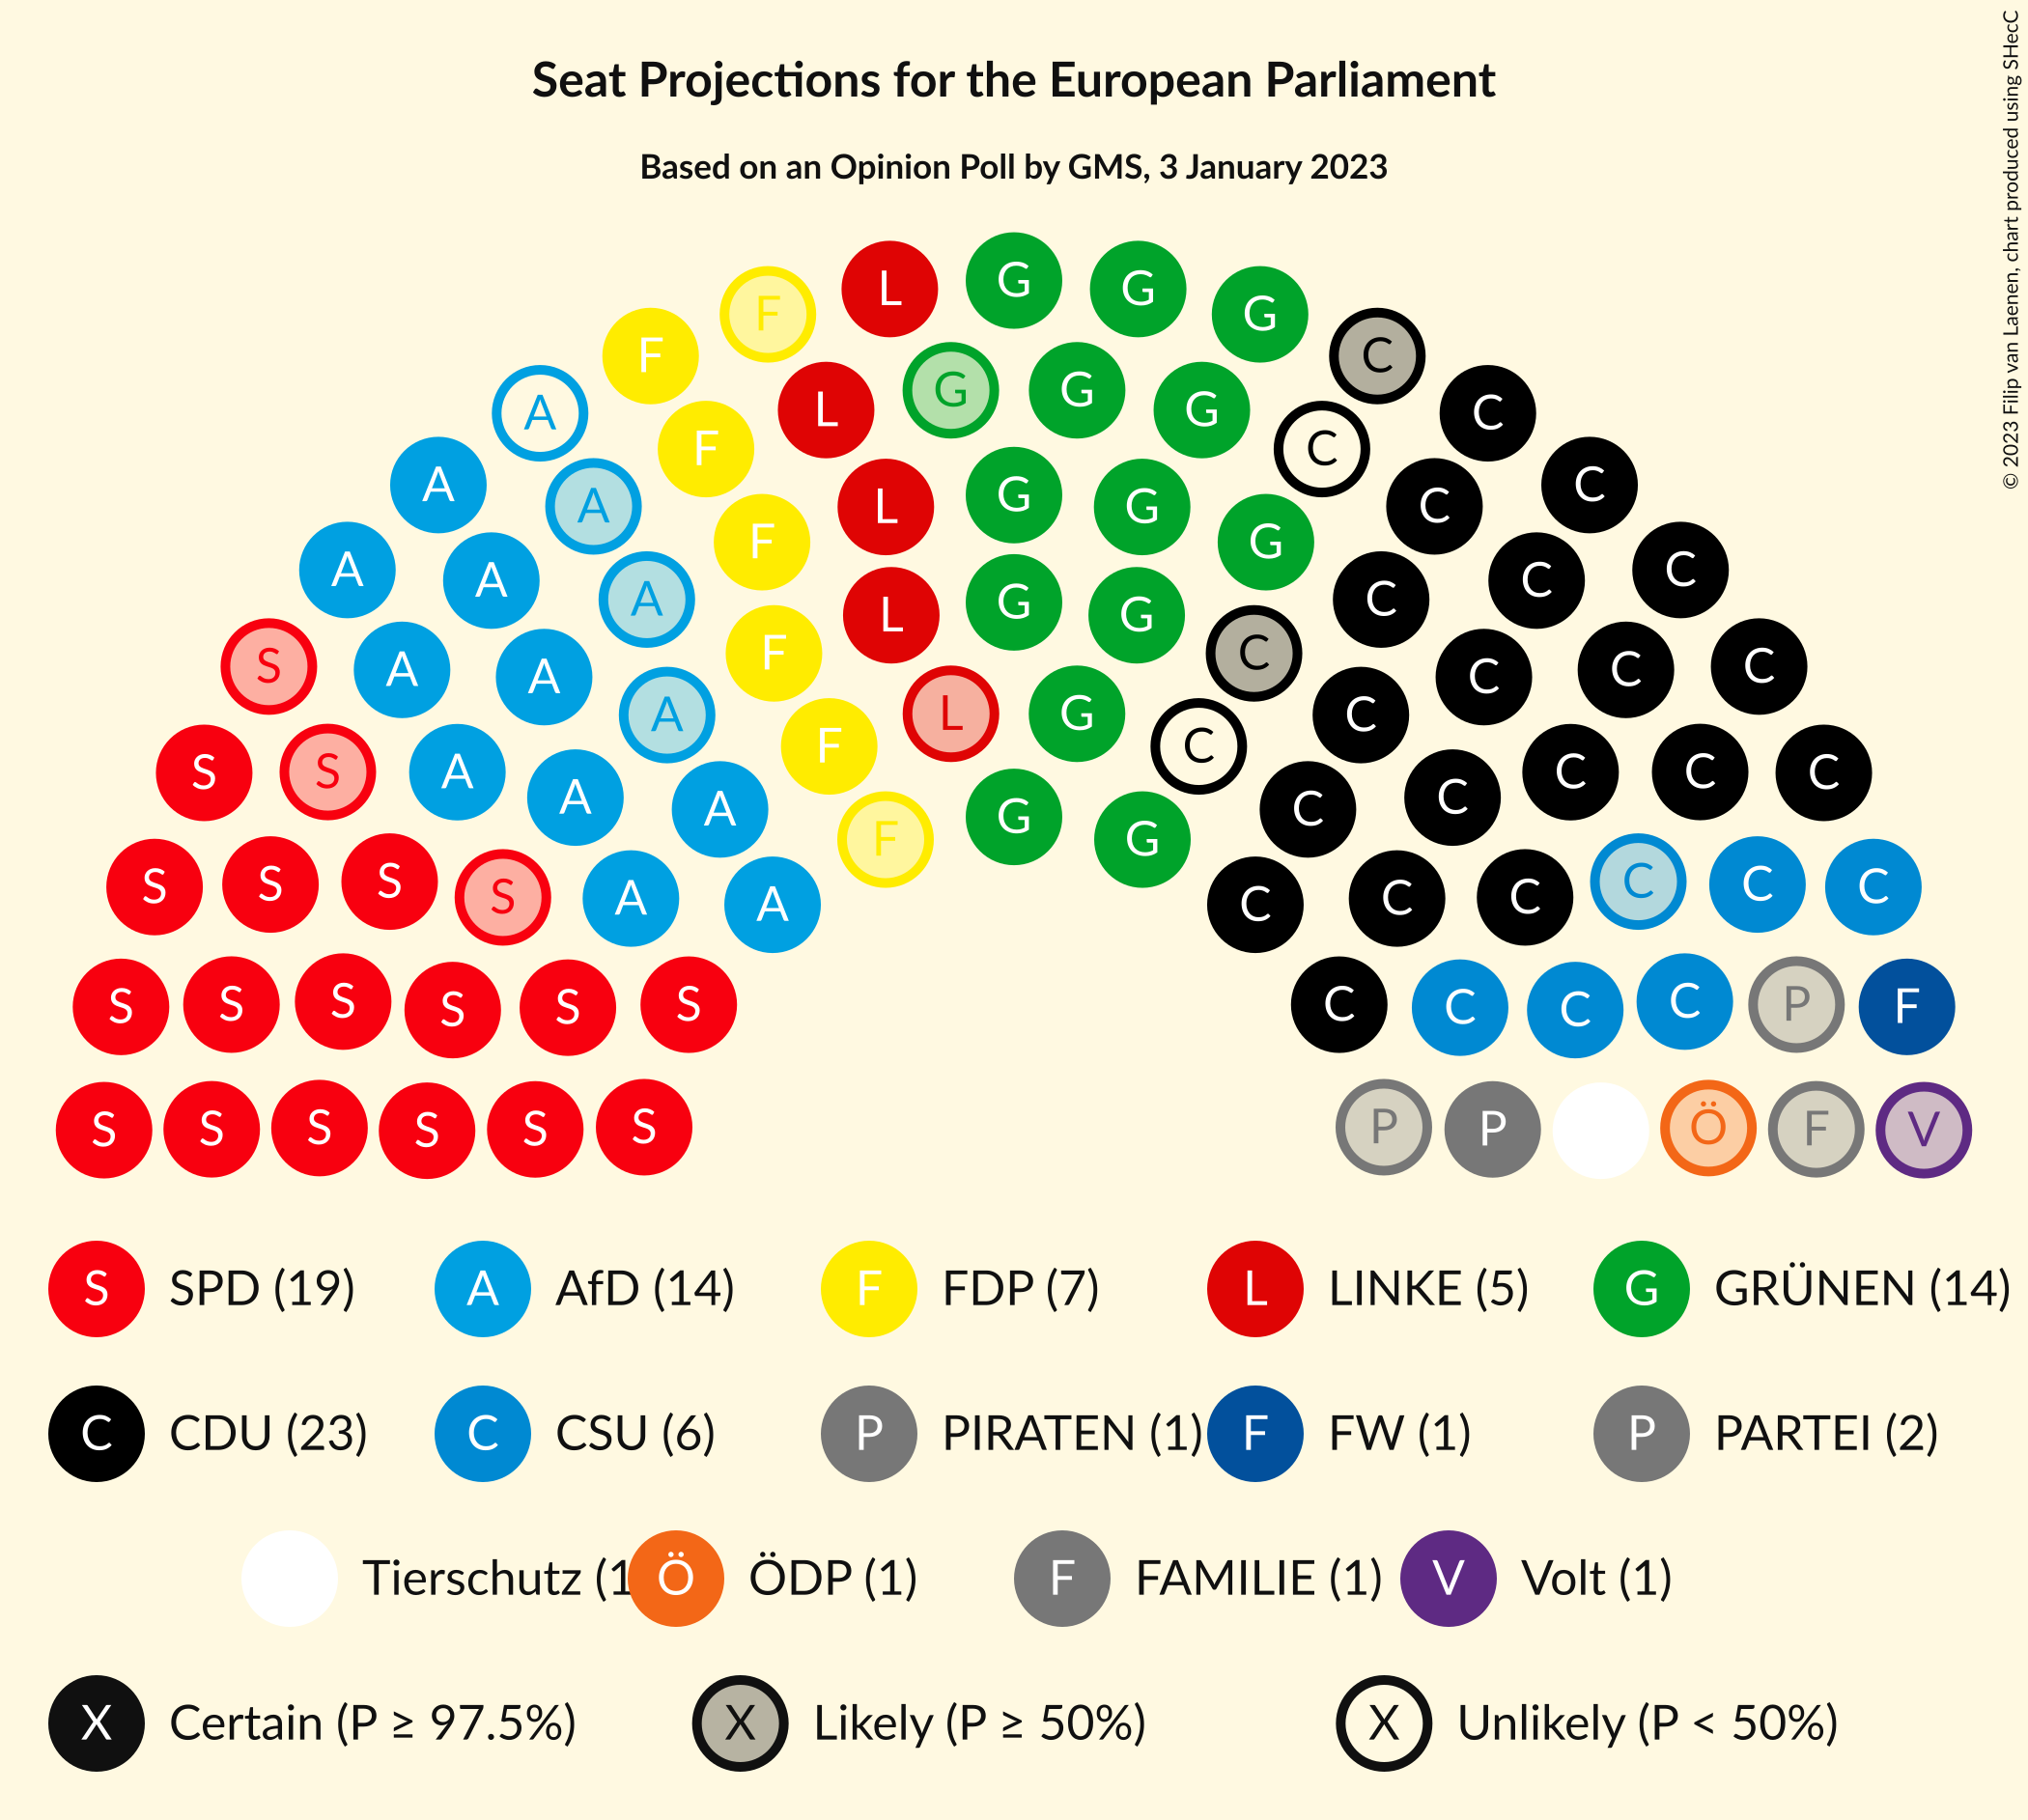 © 2023 Filip van Laenen, chart produced using SHecC
Seat Projections for the European Parliament
Based on an Opinion Poll by GMS, 3 January 2023
L G G
F G
F C
G G
A L G C
F C
A A L G G C C
F G
A A C C
A L G G C
S A A F C C C C
A L G C
F C
S S A A A G C C C C C
F G
S S S S A A C C C C C C
S S S S S S C C C C P F
S S S S S S P P Ö F V
S SPD (19) A AfD (14) F FDP (7) L LINKE (5) G GRÜNEN (14)
C CDU (23) C CSU (6) P PIRATEN (1) F FW (1) P PARTEI (2)
Tierschutz (1 Ö ÖDP (1) F FAMILIE (1) V Volt (1)
X Certain (P ≥ 97.5%) X Likely (P ≥ 50%) X Unlikely (P < 50%)